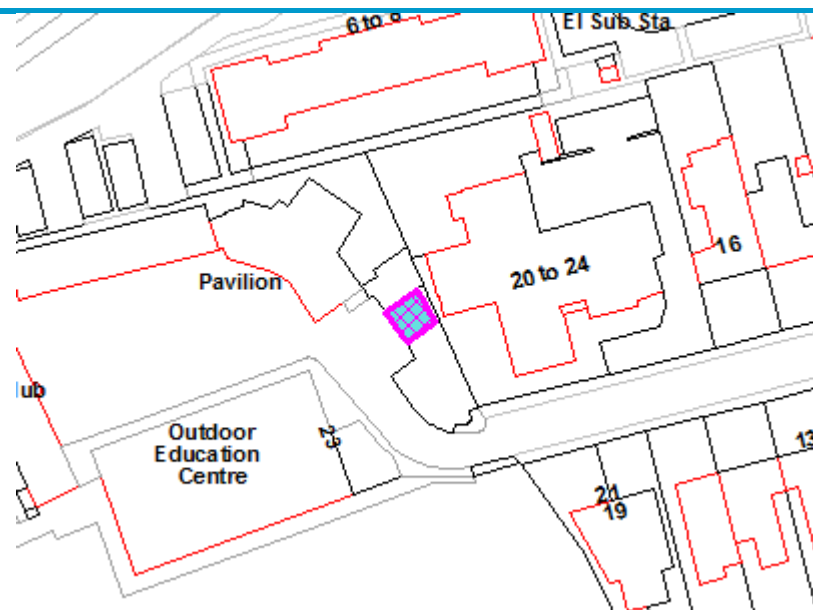 6 to 8
El Sub Sta
Pavilion
20 to 24
16
lub
Outdoor
Education
Centre
23
13
21
19